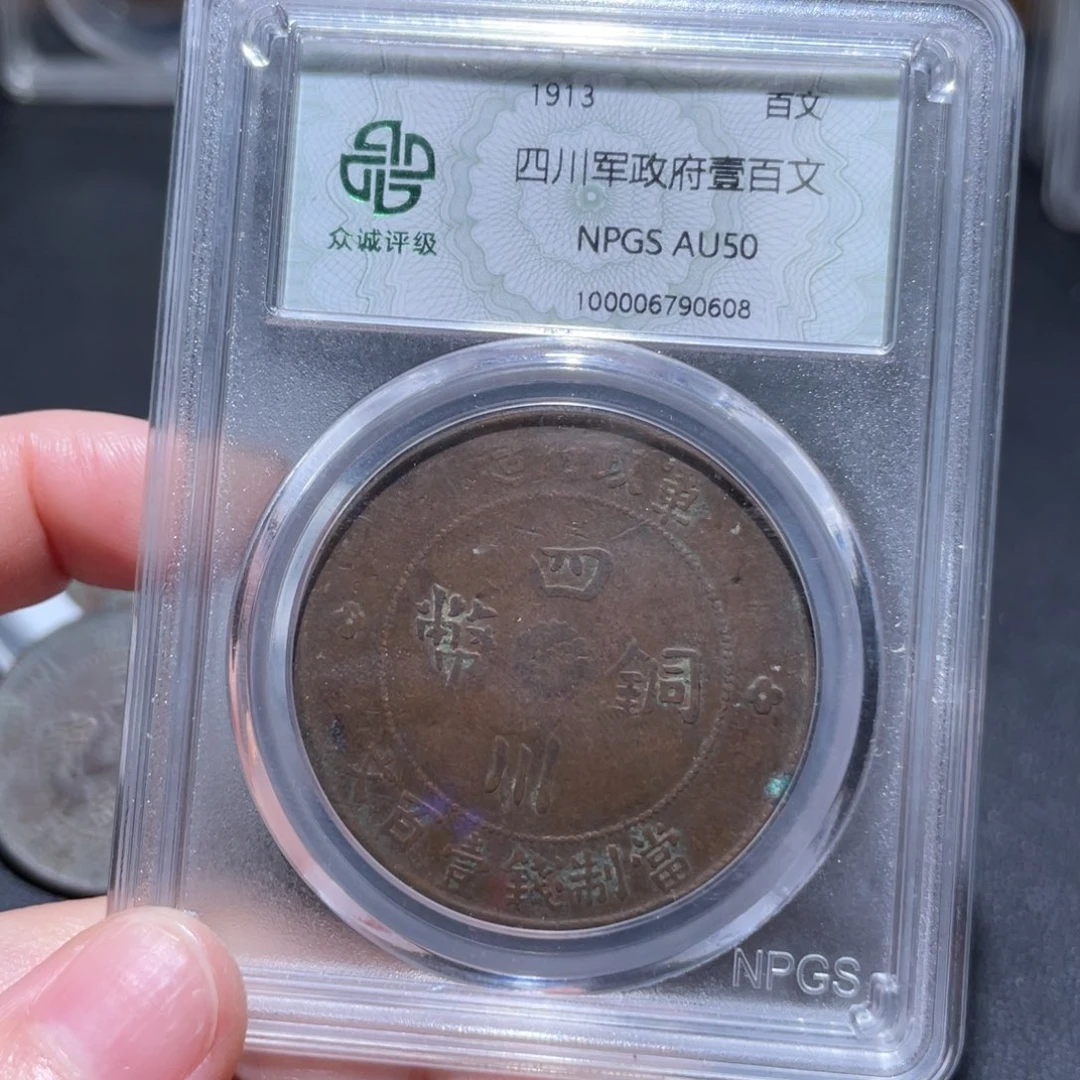 1913 百文
四川军政府壹百文
众诚评级
NPGS AU50
100006790608
四川
銅幣
當制錢壹百文
NPGS